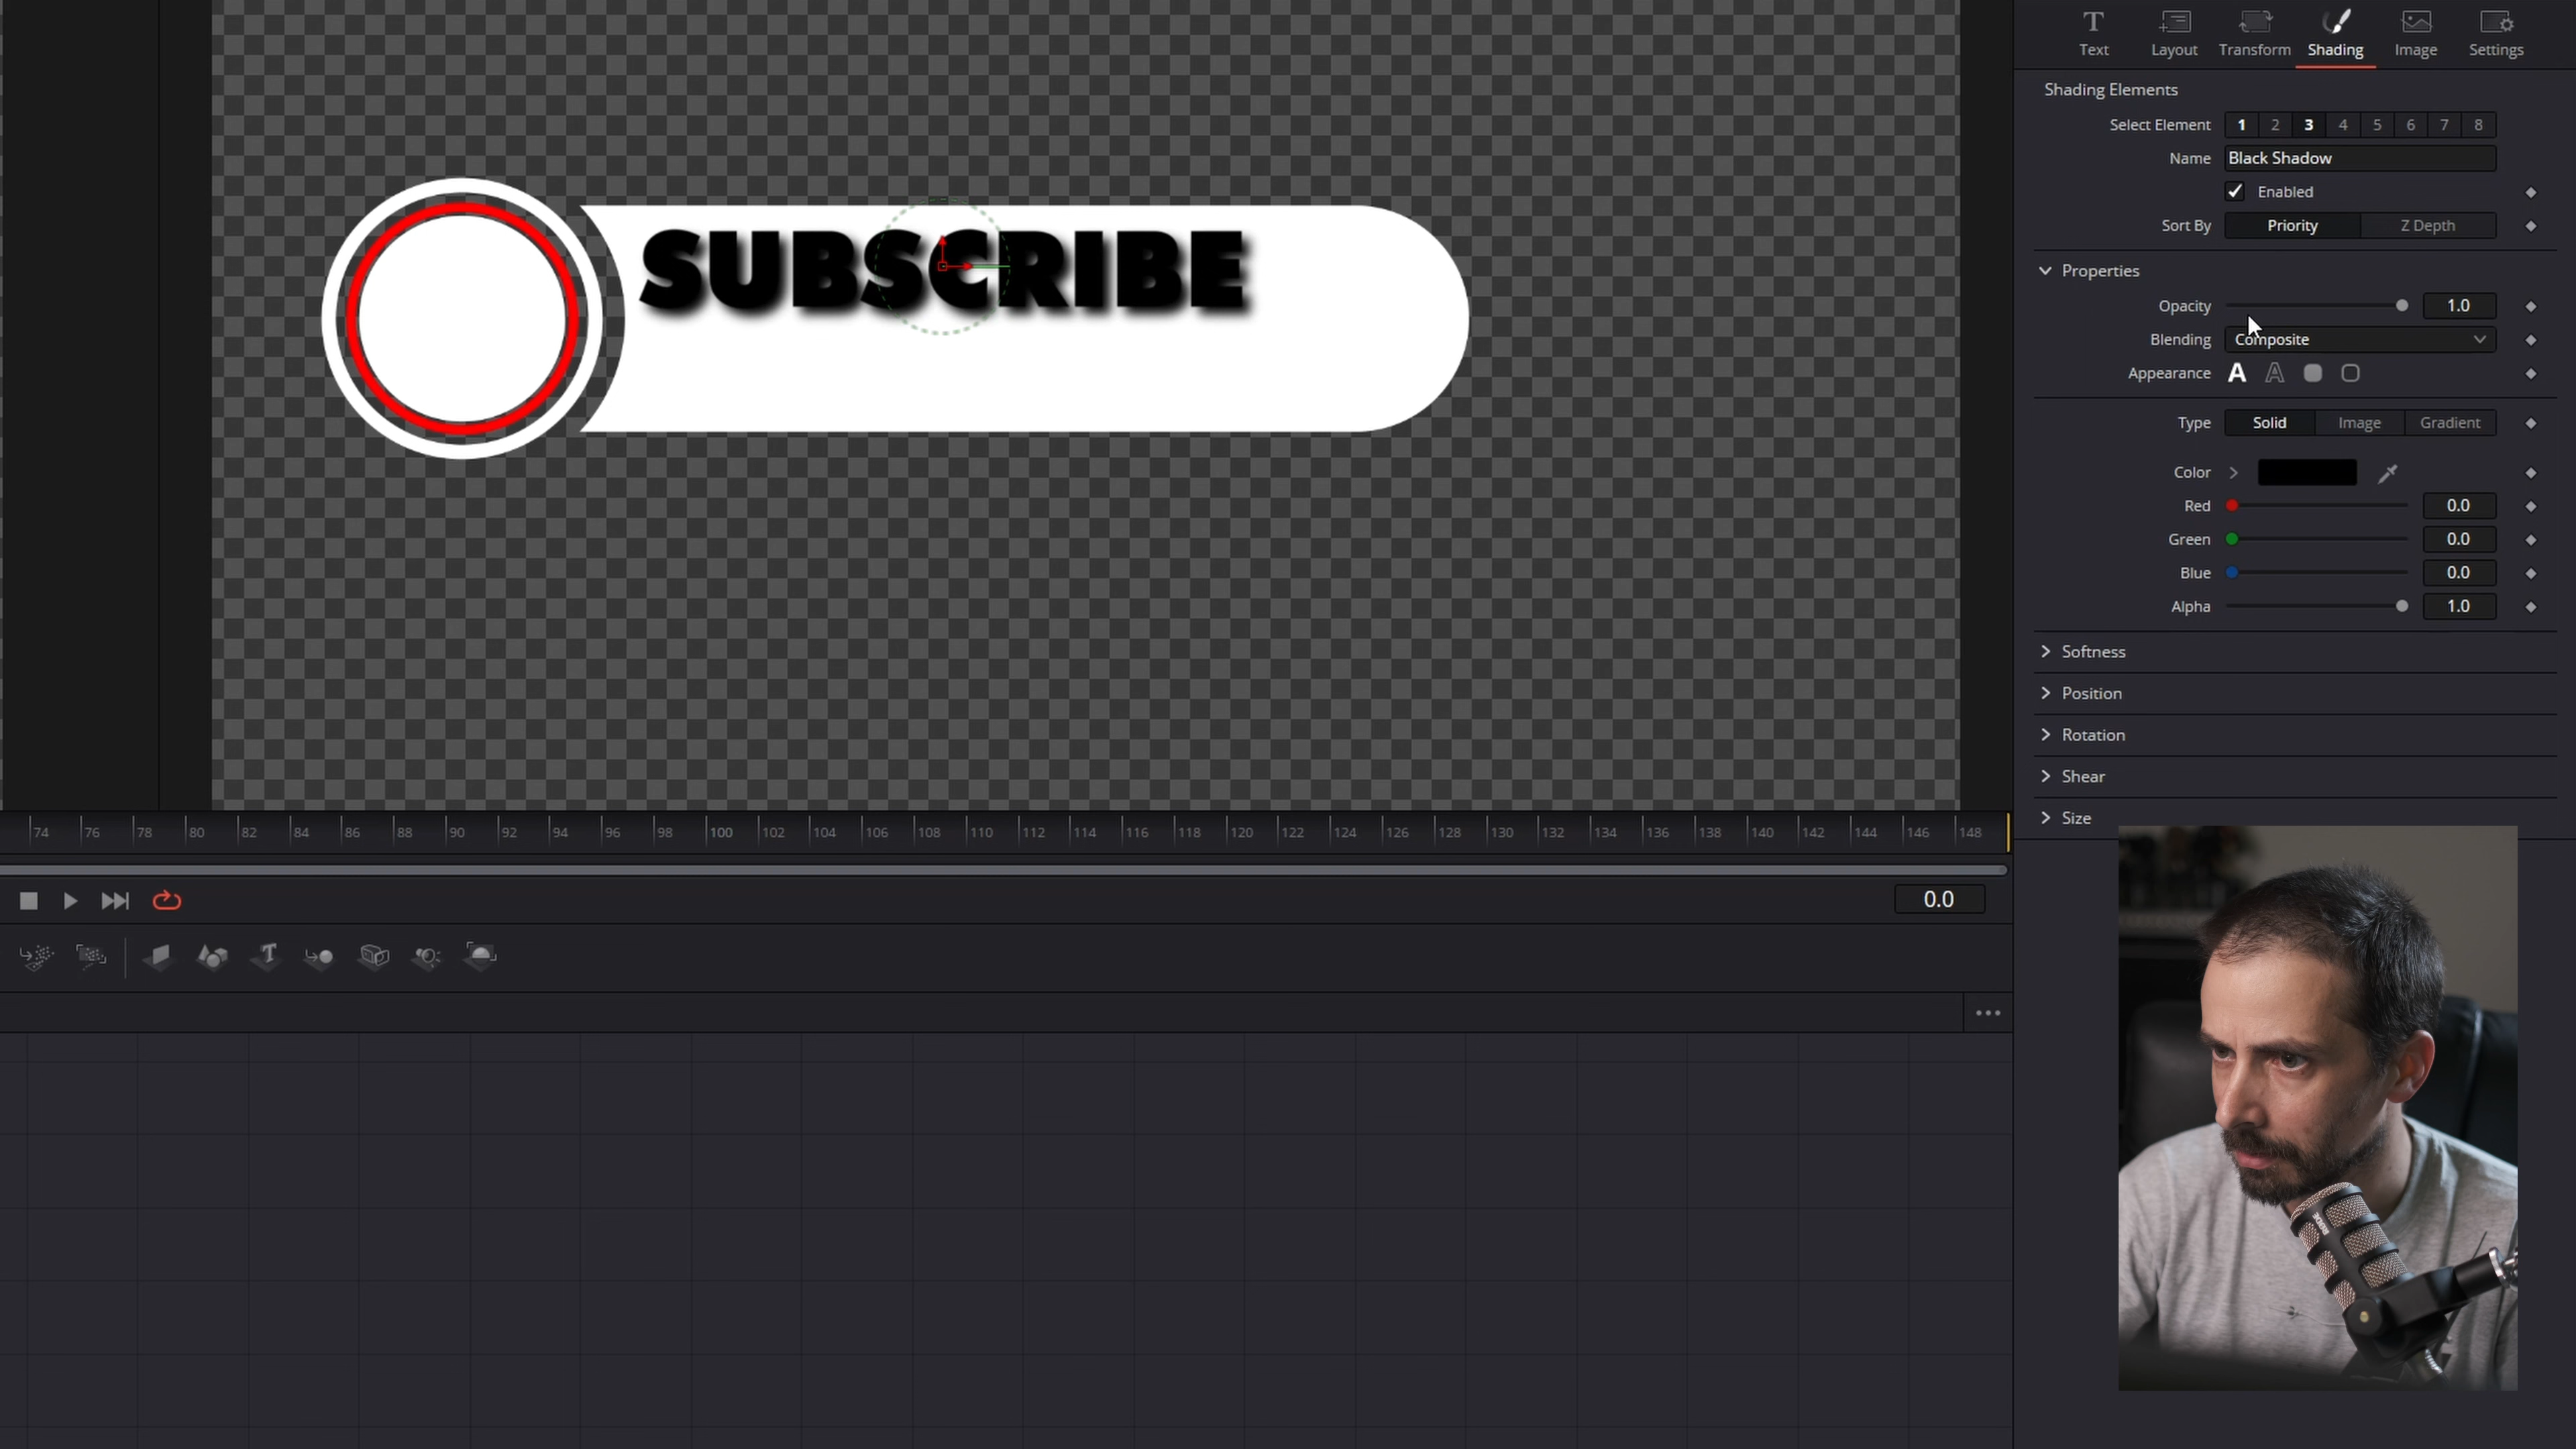 Text Layout Transform Shading Image Settings
Shading Elements
Select Element 1 2 3 4 5 6 7 8
Name Black Shadow
Enabled
Sort By Priority Z Depth
Properties
Opacity 1.0
Blending Composite
Appearance A A
Type Solid Image Gradient
Color
Red 0.0
Green 0.0
Blue 0.0
Alpha 1.0
Softness
Position
Rotation
Shear
Size
SUBSCRIBE
74 76 78 80 82 84 86 88 90 92 94 96 98 100 102 104 106 108 110 112 114 116 118 120 122 124 126 128 130 132 134 136 138 140 142 144 146 148
0.0